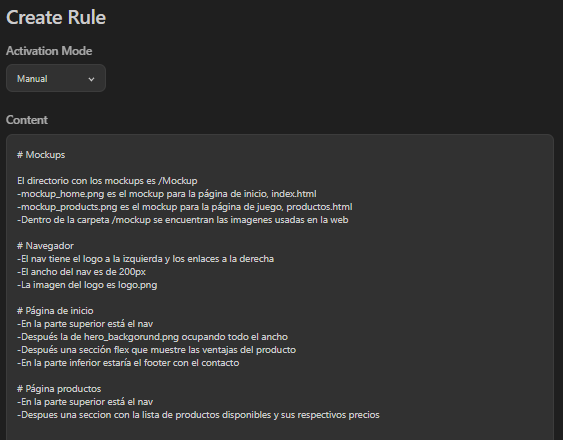 Create Rule
Activation Mode
Manual
Content
# Mockups
El directorio con los mockups es /Mockup
-mockup_home.png es el mockup para la página de inicio, index.html
-mockup_products.png es el mockup para la página de juego, productos.html
-Dentro de la carpeta /mockup se encuentran las imagenes usadas en la web
# Navegador
-El nav tiene el logo a la izquierda y los enlaces a la derecha
-El ancho del nav es de 200px
-La imagen del logo es logo.png
# Página de inicio
-En la parte superior está el nav
-Después la de hero_backgorund.png ocupando todo el ancho
-Después una sección flex que muestre las ventajas del producto
-En la parte inferior estaría el footer con el contacto
# Página productos
-En la parte superior está el nav
-Despues una seccion con la lista de productos disponibles y sus respectivos precios